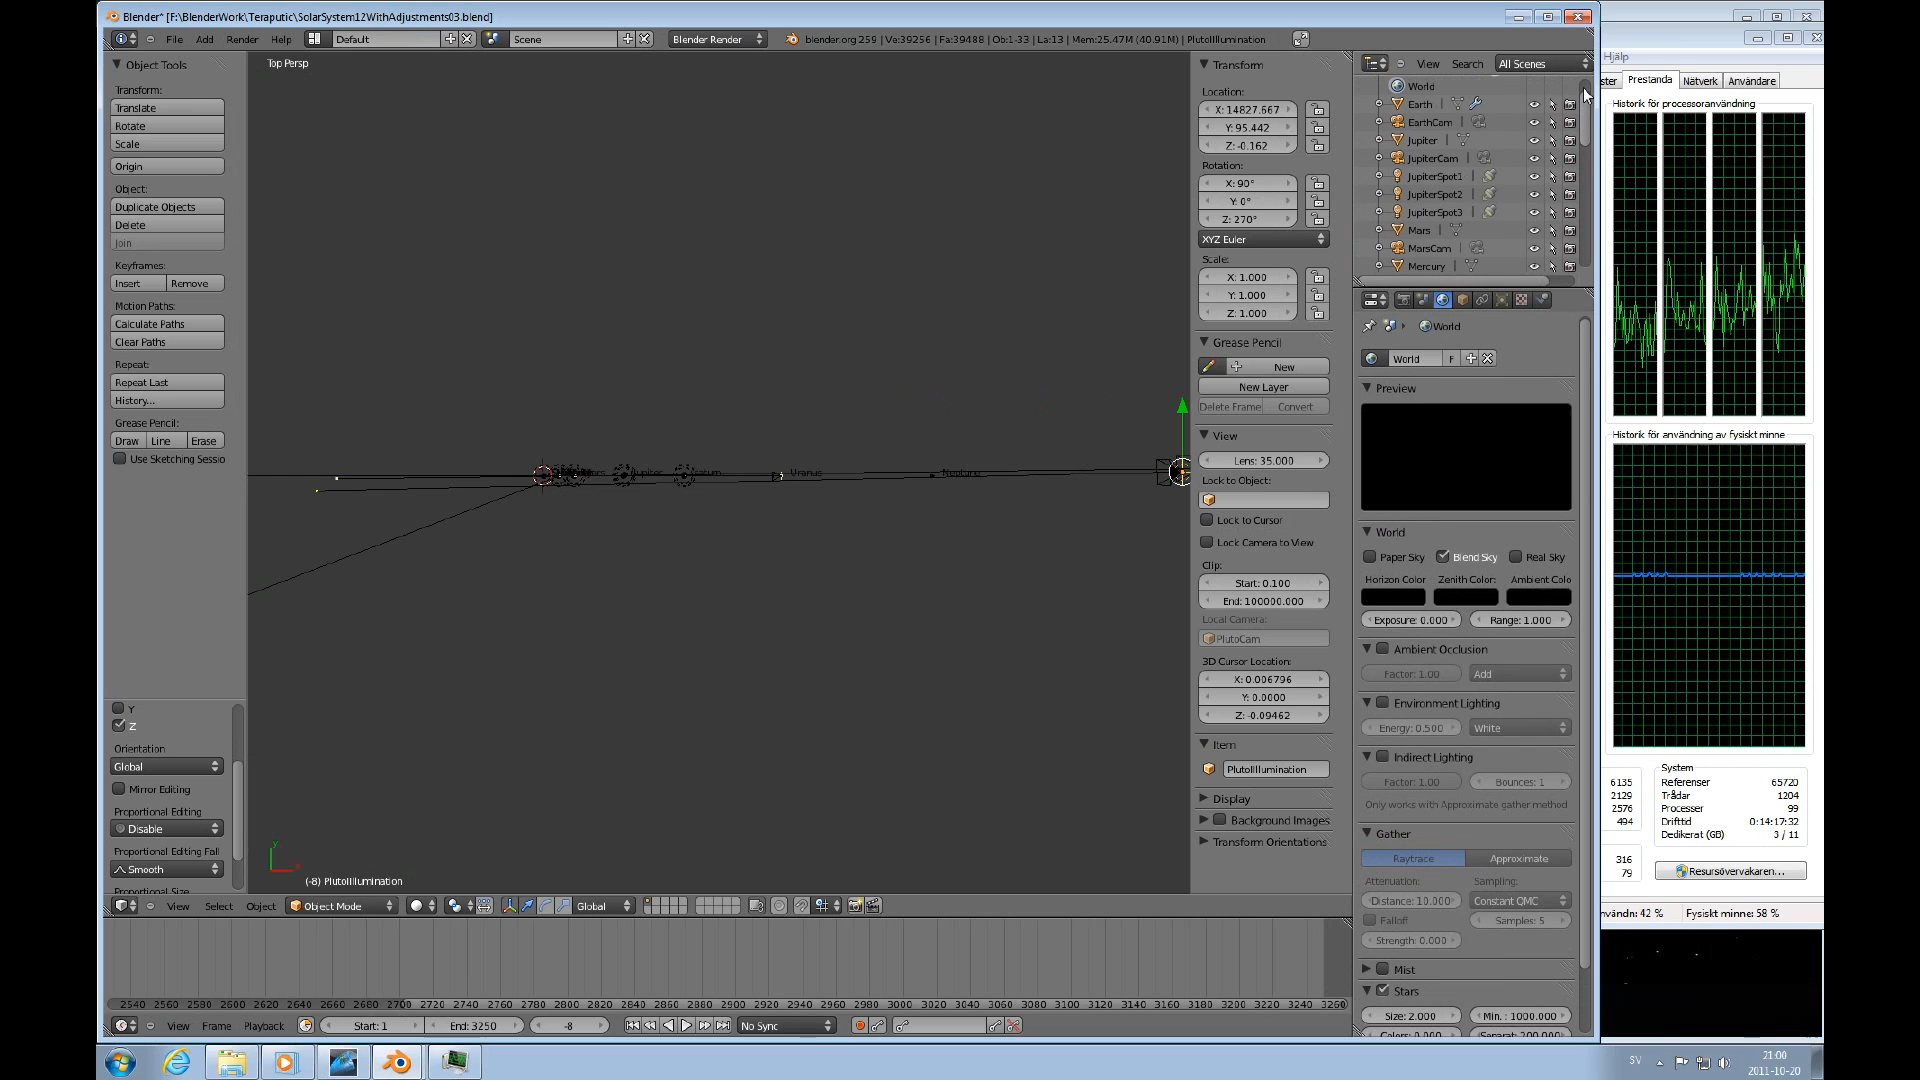 Blender* [F:\BlenderWork\Teraputic\SolarSystem12WithAdjustments03.blend]
File Add Render Help Default Scene Blender Render blender.org 259 | Ve:39256 | Fa:39488 | Ob:1-33 | La:13 | Mem:25.47M (40.91M) | PlutoIllumination
Object Tools
Transform:
Translate
Rotate
Scale
Origin
Object:
Duplicate Objects
Delete
Join
Keyframes:
Insert Remove
Motion Paths:
Calculate Paths
Clear Paths
Repeat:
Repeat Last
History...
Grease Pencil:
Draw Line Erase
Use Sketching Sessio
Y
Z
Orientation
Global
Mirror Editing
Proportional Editing
Disable
Proportional Editing Fall
Smooth
Proportional Size
Top Persp
Jupiter
Uranus
Neptune
(-8) PlutoIllumination
Transform
Location:
X: 14827.667
Y: 95.442
Z: -0.162
Rotation:
X: 90°
Y: 0°
Z: 270°
XYZ Euler
Scale:
X: 1.000
Y: 1.000
Z: 1.000
Grease Pencil
New
New Layer
Delete Frame Convert
View
Lens: 35.000
Lock to Object:
Lock to Cursor
Lock Camera to View
Clip:
Start: 0.100
End: 100000.000
Local Camera:
PlutoCam
3D Cursor Location:
X: 0.006796
Y: 0.0000
Z: -0.09462
Item
PlutoIllumination
Display
Background Images
Transform Orientations
View Search All Scenes
World
Earth
EarthCam
Jupiter
JupiterCam
JupiterSpot1
JupiterSpot2
JupiterSpot3
Mars
MarsCam
Mercury
World
World F
Preview
World
Paper Sky Blend Sky Real Sky
Horizon Color Zenith Color: Ambient Colo
Exposure: 0.000 Range: 1.000
Ambient Occlusion
Factor: 1.00 Add
Environment Lighting
Energy: 0.500 White
Indirect Lighting
Factor: 1.00 Bounces: 1
Only works with Approximate gather method
Gather
Raytrace Approximate
Attenuation: Sampling:
Distance: 10.000 Constant QMC
Falloff Samples: 5
Strength: 0.000
Mist
Stars
Size: 2.000 Min.: 1000.000
Colors: 0.000 Separat: 200.000
View Select Object Object Mode Global
2540 2560 2580 2600 2620 2640 2660 2680 2700 2720 2740 2760 2780 2800 2820 2840 2860 2880 2900 2920 2940 2960 2980 3000 3020 3040 3060 3080 3100 3120 3140 3160 3180 3200 3220 3240 3260
View Frame Playback Start: 1 End: 3250 -8 No Sync
Hjälp
ster Prestanda Nätverk Användare
Historik för processoranvändning
Historik för användning av fysiskt minne
6135
2129
2576
494
316
79
System
Referenser 65720
Trådar 1204
Processer 99
Drifttid 0:14:17:32
Dedikerat (GB) 3 / 11
Resursövervakaren...
nvändn: 42 % Fysiskt minne: 58 %
SV
21:00
2011-10-20